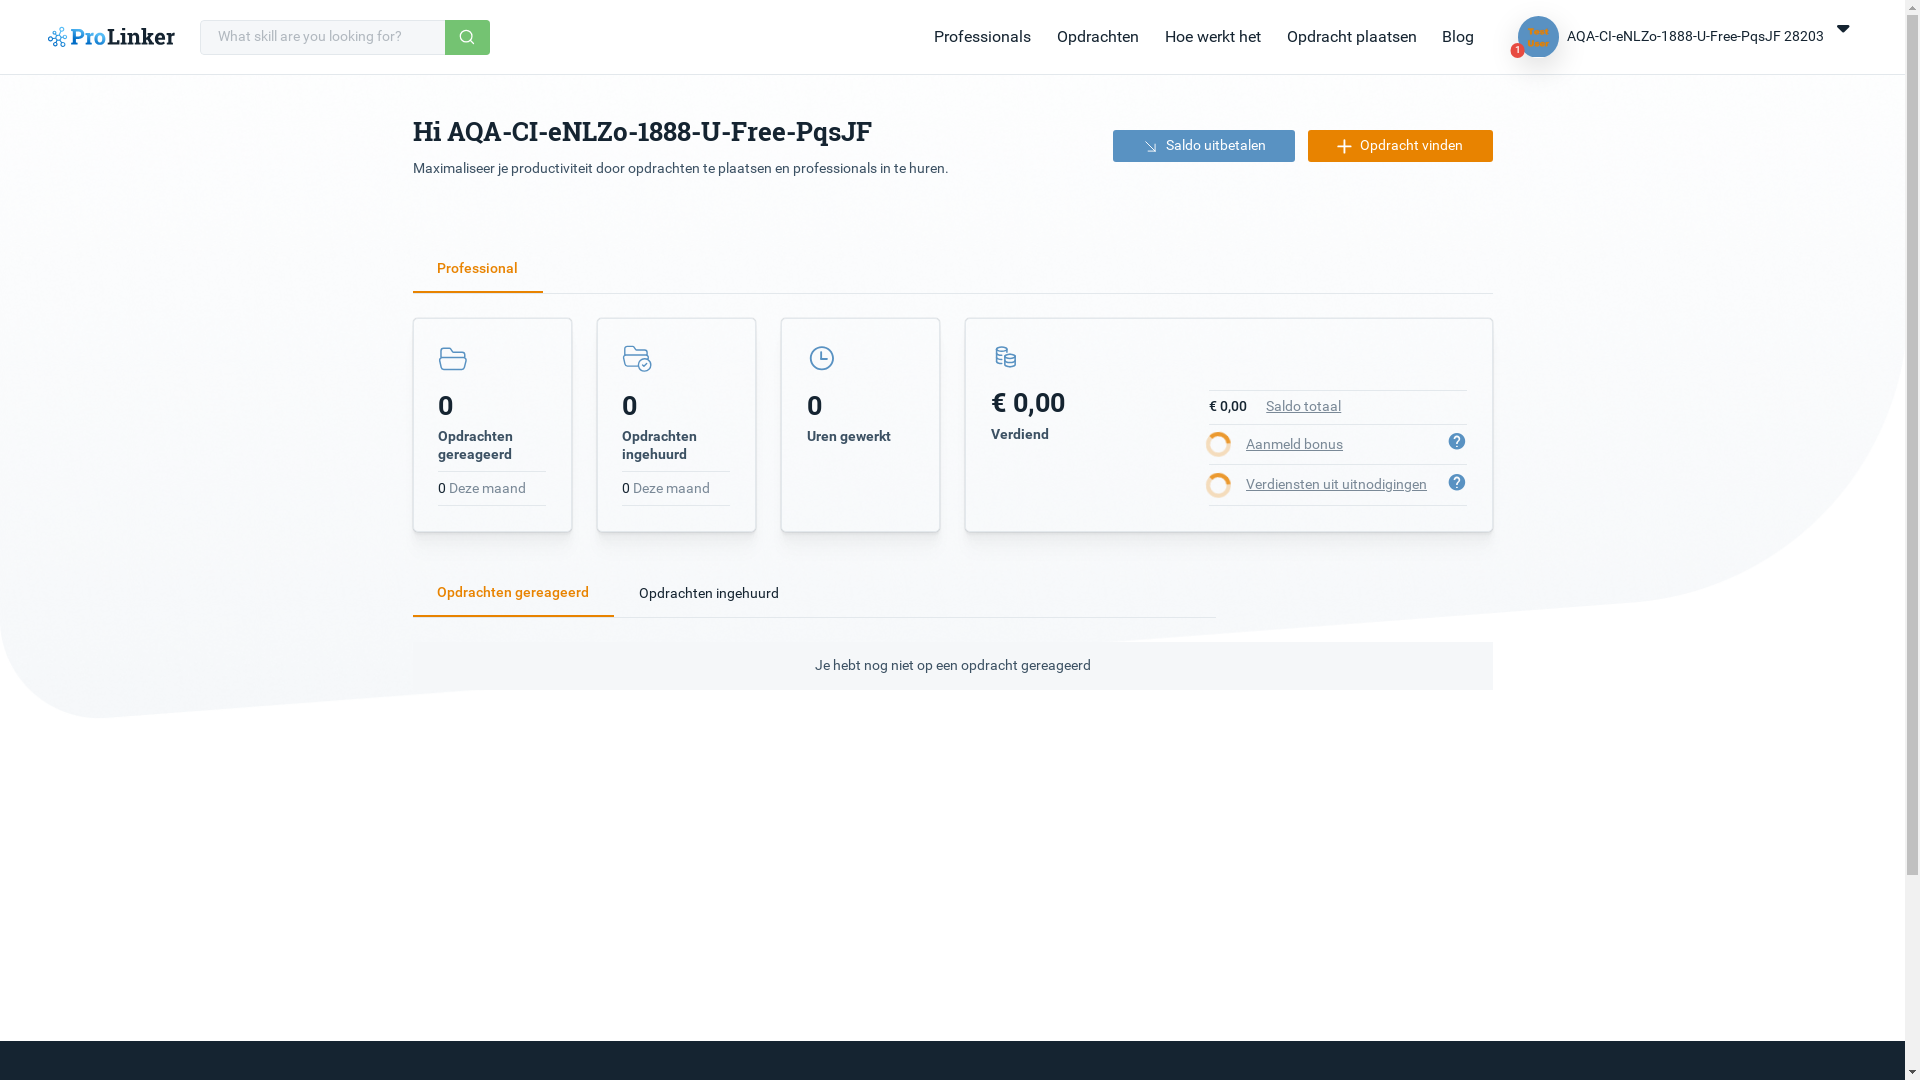 ProLinker
What skill are you looking for?
Professionals
Opdrachten
Hoe werkt het
Opdracht plaatsen
Blog
Test
User
1
AQA-CI-eNLZo-1888-U-Free-PqsJF 28203
Hi AQA-CI-eNLZo-1888-U-Free-PqsJF
Maximaliseer je productiviteit door opdrachten te plaatsen en professionals in te huren.
Saldo uitbetalen
Opdracht vinden
Professional
0
Opdrachten
gereageerd
0 Deze maand
0
Opdrachten
ingehuurd
0 Deze maand
0
Uren gewerkt
€ 0,00
Verdiend
€ 0,00 Saldo totaal
Aanmeld bonus
?
Verdiensten uit uitnodigingen
?
Opdrachten gereageerd
Opdrachten ingehuurd
Je hebt nog niet op een opdracht gereageerd